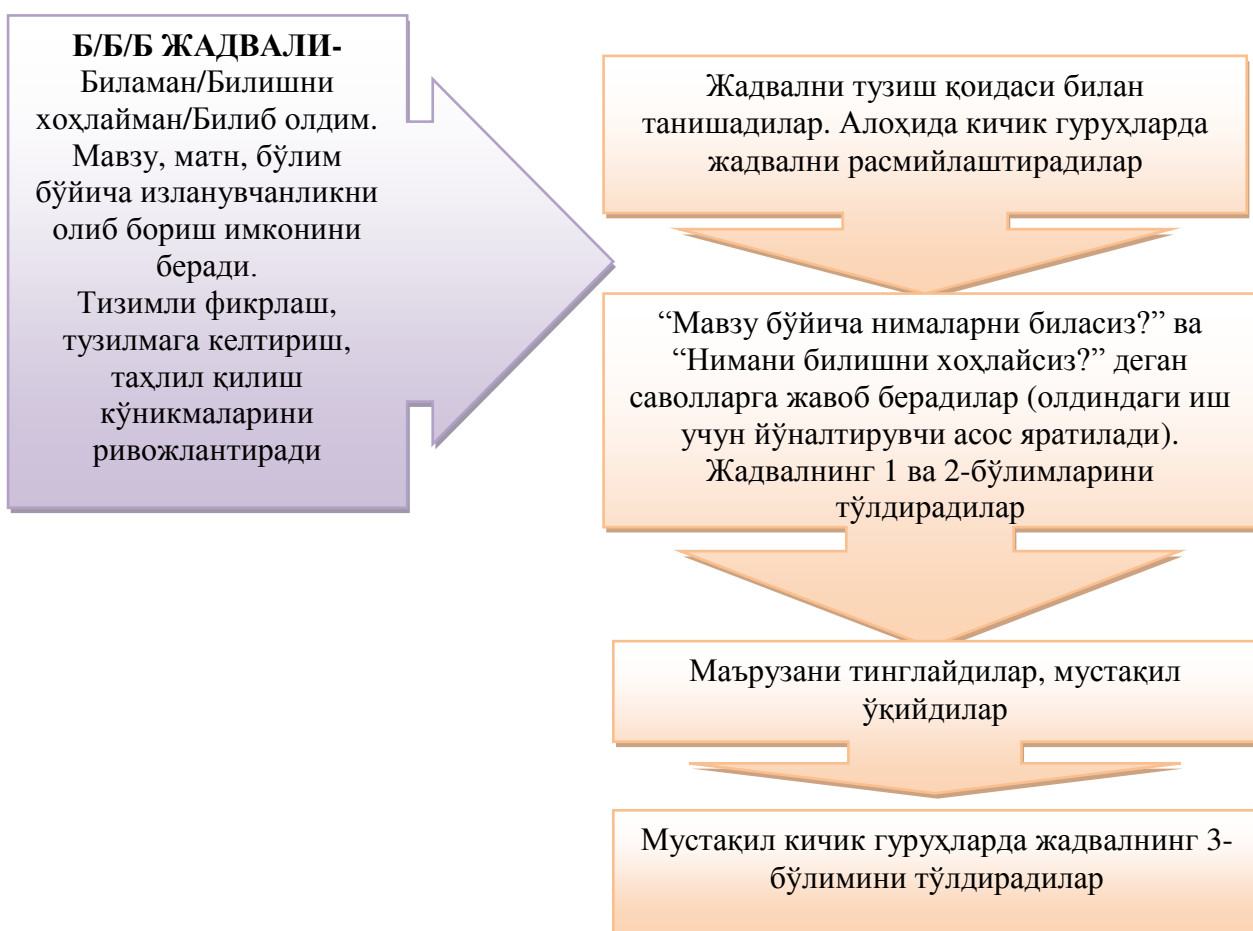 Б/Б/Б ЖАДВАЛИ-
Биламан/Билишни
хоҳлайман/Билиб олдим.
Мавзу, матн, бўлим
бўйича изланувчанликни
олиб бориш имконини
беради.
Тизимли фикрлаш,
тузилмага келтириш,
таҳлил қилиш
кўникмаларини
ривожлантиради
Жадвални тузиш қоидаси билан
танишадилар. Алоҳида кичик гуруҳларда
жадвални расмийлаштирадилар
“Мавзу бўйича нималарни биласиз?” ва
“Нимани билишни хоҳлайсиз?” деган
саволларга жавоб берадилар (олдиндаги иш
учун йўналтирувчи асос яратилади).
Жадвалнинг 1 ва 2-бўлимларини
тўлдирадилар
Маърузани тинглайдилар, мустақил
ўқийдилар
Мустақил кичик гуруҳларда жадвалнинг 3-
бўлимини тўлдирадилар